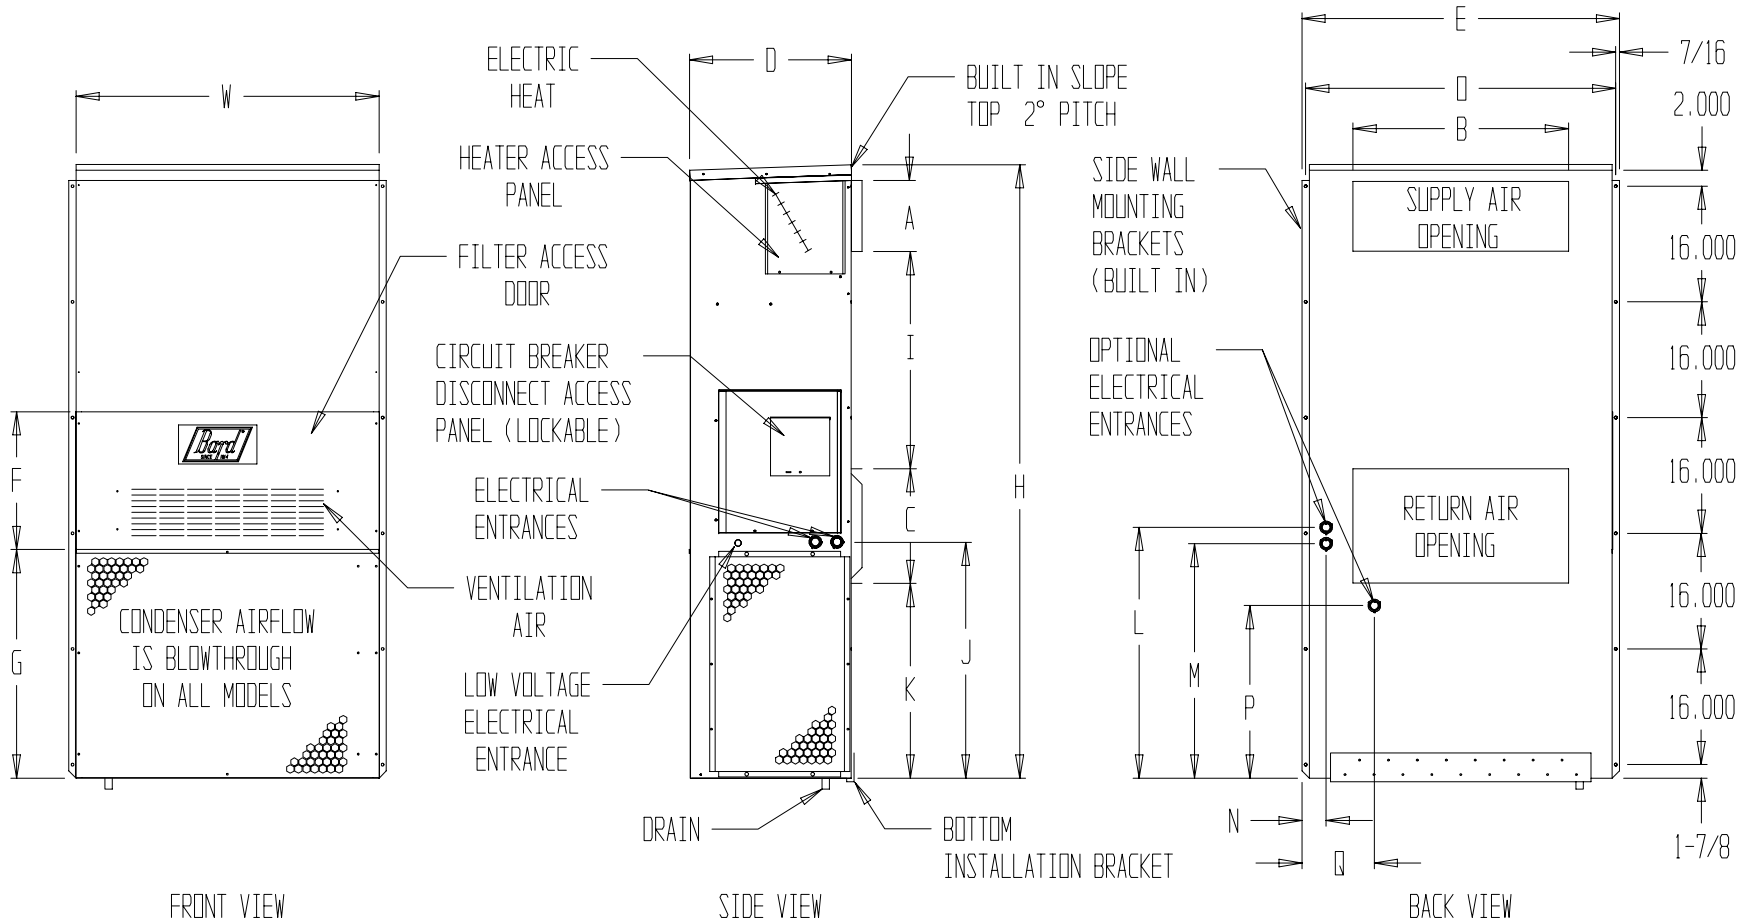 W
F
G
FILTER ACCESS
DOOR
Bard
SINCE 1914
VENTILATION
AIR
CONDENSER AIRFLOW
IS BLOWTHROUGH
ON ALL MODELS
FRONT VIEW
ELECTRIC
HEAT
HEATER ACCESS
PANEL
CIRCUIT BREAKER
DISCONNECT ACCESS
PANEL (LOCKABLE)
ELECTRICAL
ENTRANCES
LOW VOLTAGE
ELECTRICAL
ENTRANCE
DRAIN
D
BUILT IN SLOPE
TOP 2° PITCH
A
I
H
C
J
K
BOTTOM
INSTALLATION BRACKET
SIDE VIEW
SIDE WALL
MOUNTING
BRACKETS
(BUILT IN)
OPTIONAL
ELECTRICAL
ENTRANCES
E
7/16
O
2.000
B
SUPPLY AIR
OPENING
16.000
16.000
16.000
RETURN AIR
OPENING
16.000
16.000
L
M
P
N
Q
1-7/8
BACK VIEW